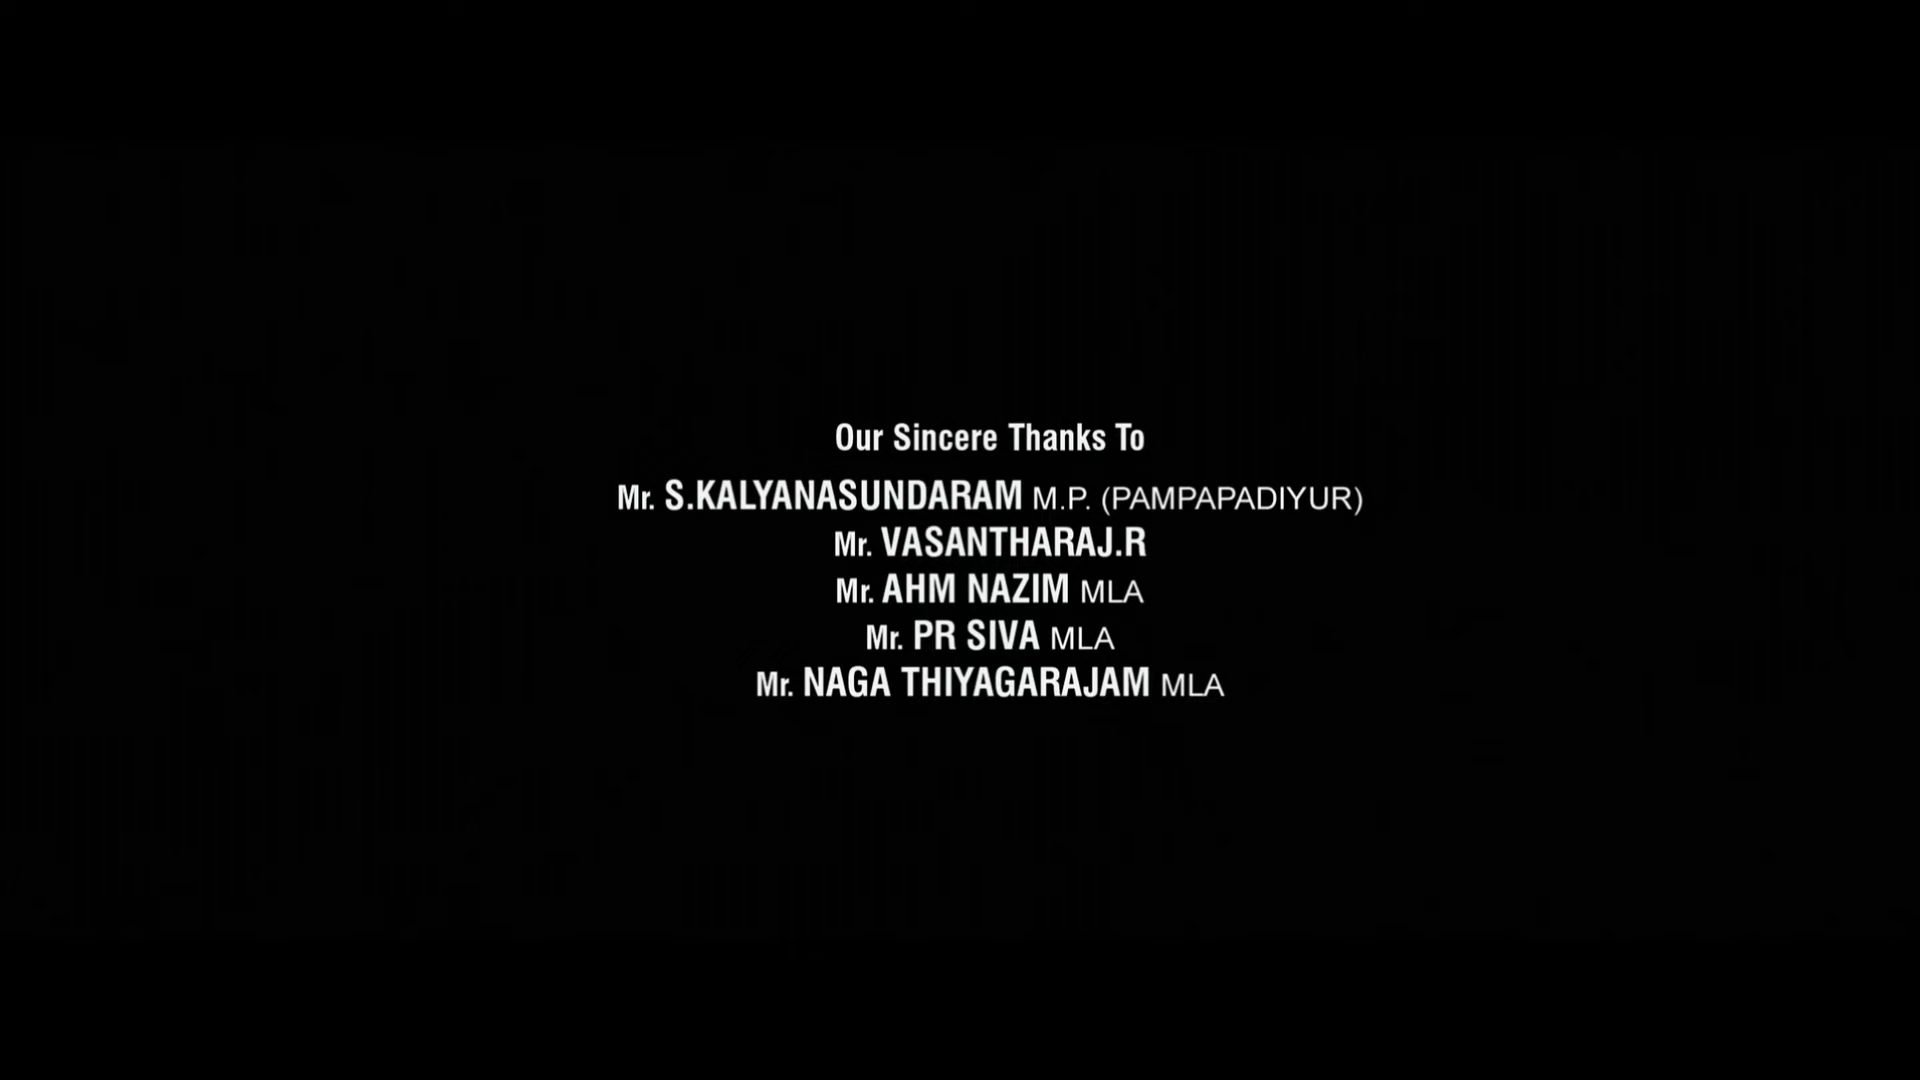 Our Sincere Thanks To
Mr. S.KALYANASUNDARAM M.P. (PAMPAPADIYUR)
Mr. VASANTHARAJ.R
Mr. AHM NAZIM MLA
Mr. PR SIVA MLA
Mr. NAGA THIYAGARAJAM MLA